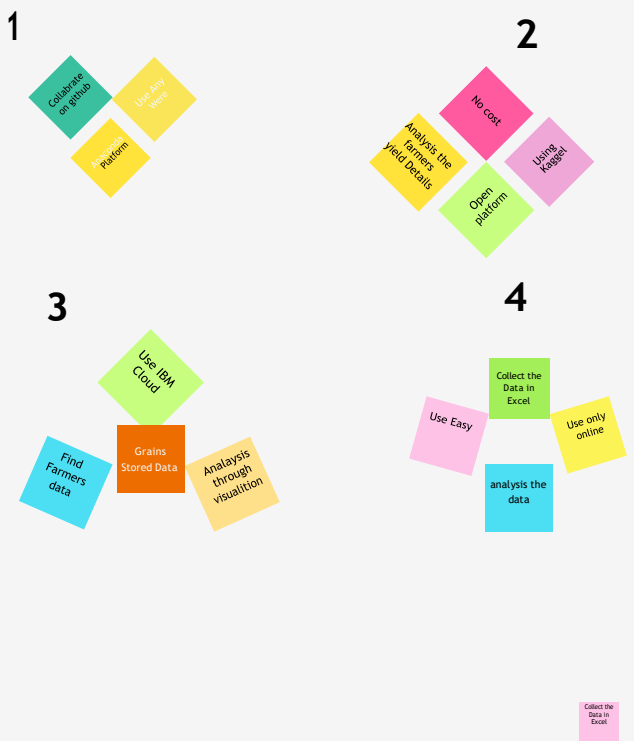 1
Collabrate
on github
Use Any
Were
Platform
2
No cost
Analysis the
farmers
yield Details
Using
Kaggel
Open
platform
3
Use IBM
Cloud
Grains
Stored Data
Find
Farmers
data
Analaysis
through
visualition
4
Collect the
Data in
Excel
Use Easy
Use only
online
analysis the
data
Collect the
Data in
Excel